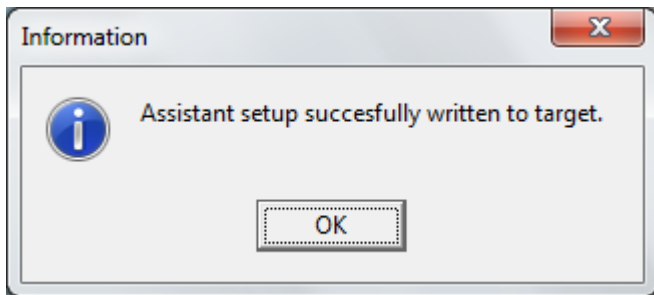 Information
Assistant setup succesfully written to target.
OK